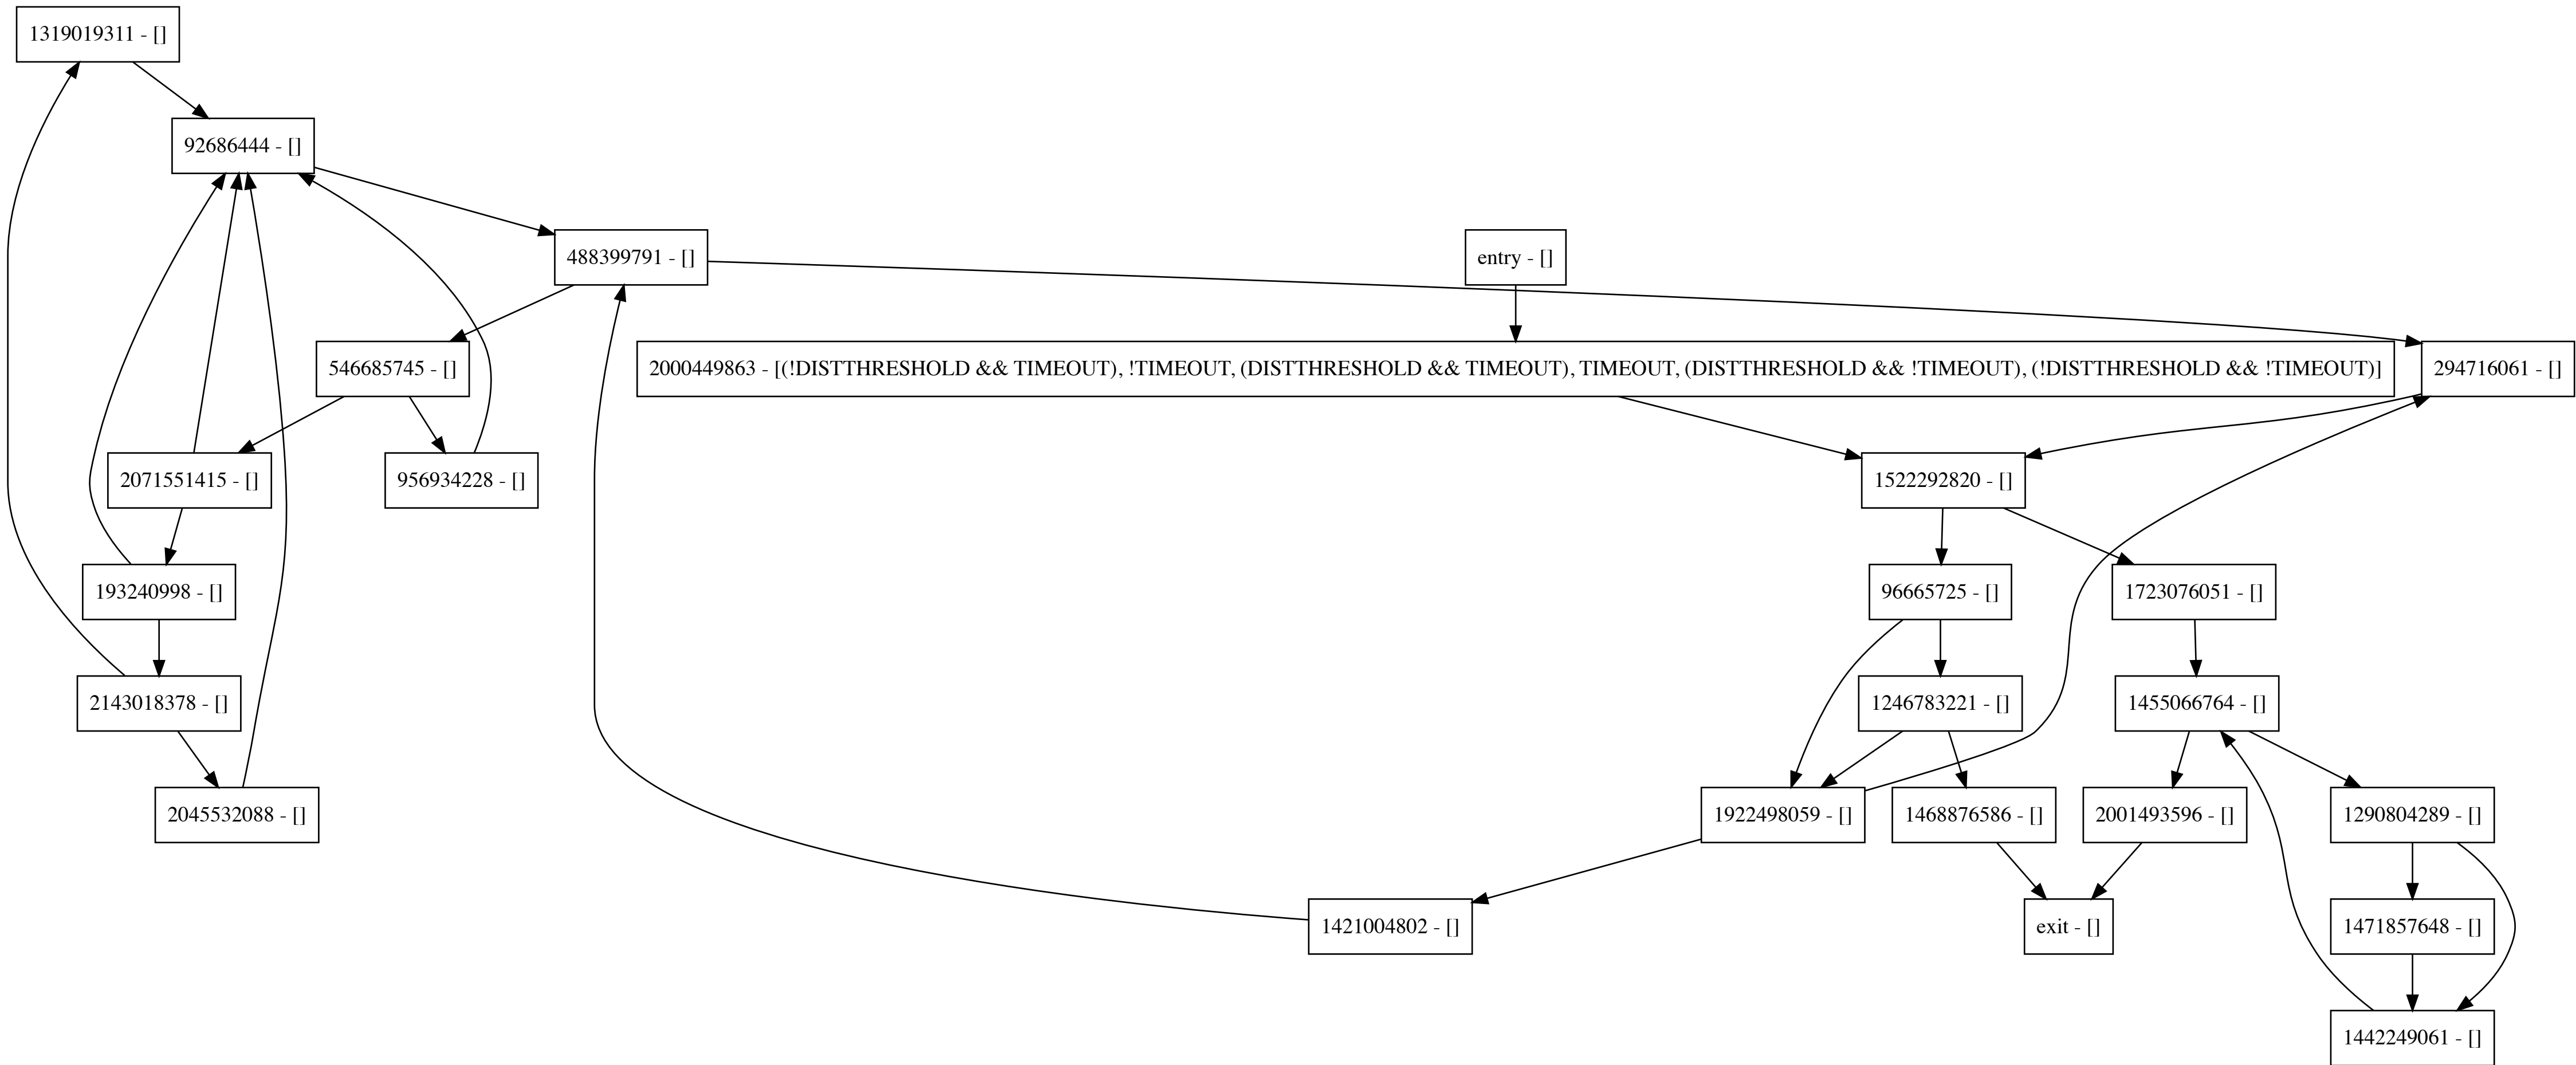 1319019311 - []
92686444 - []
488399791 - []
entry - []
546685745 - []
2000449863 - [(!DISTTHRESHOLD && TIMEOUT), !TIMEOUT, (DISTTHRESHOLD && TIMEOUT), TIMEOUT, (DISTTHRESHOLD && !TIMEOUT), (!DISTTHRESHOLD && !TIMEOUT)]
294716061 - []
2071551415 - []
956934228 - []
1522292820 - []
193240998 - []
96665725 - []
1723076051 - []
2143018378 - []
1246783221 - []
1455066764 - []
2045532088 - []
1922498059 - []
1468876586 - []
2001493596 - []
1290804289 - []
1421004802 - []
exit - []
1471857648 - []
1442249061 - []